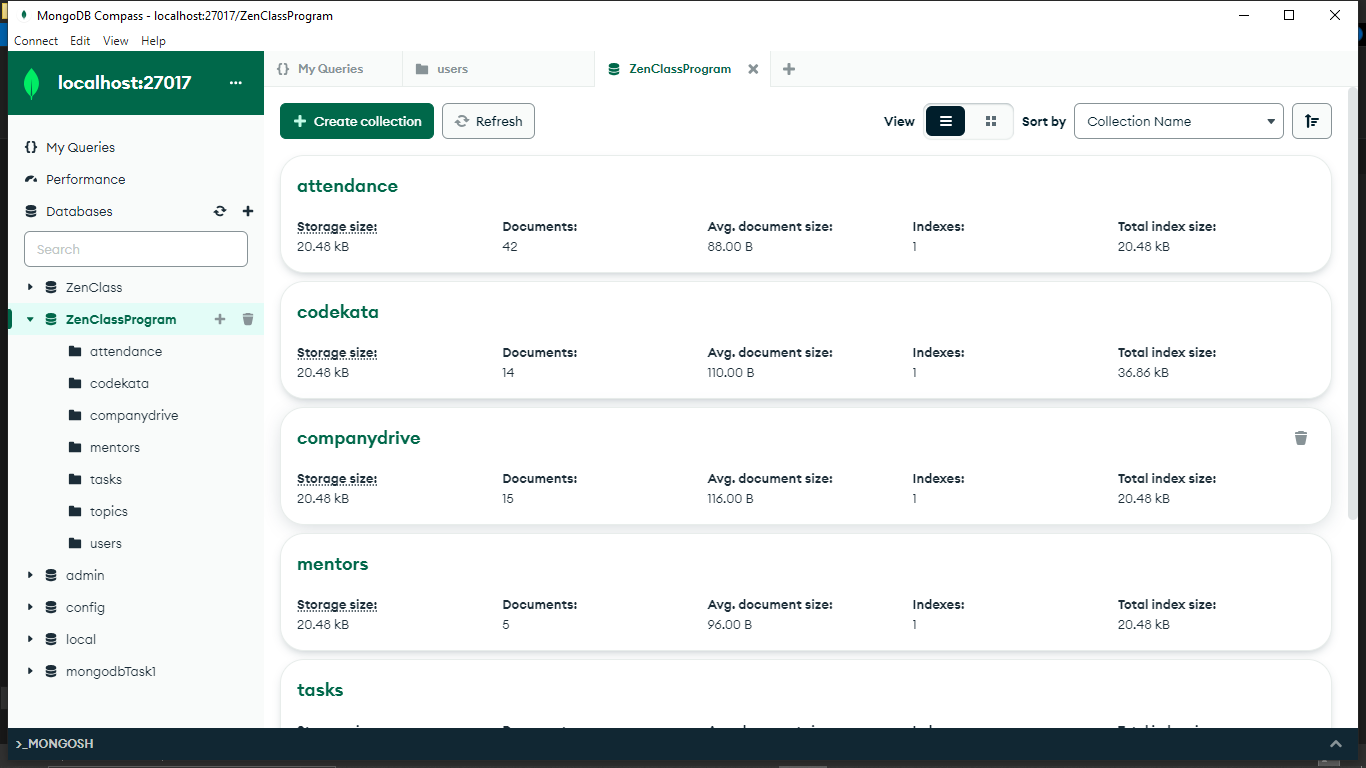 MongoDB Compass - localhost:27017/ZenClassProgram
Connect Edit View Help
localhost:27017 ...
My Queries
Performance
Databases
Search
ZenClass
ZenClassProgram
attendance
codekata
companydrive
mentors
tasks
topics
users
admin
config
local
mongodbTask1
{} My Queries users ZenClassProgram
Create collection Refresh View Sort by Collection Name
attendance
Storage size: Documents: Avg. document size: Indexes: Total index size:
20.48 kB 42 88.00 B 1 20.48 kB
codekata
Storage size: Documents: Avg. document size: Indexes: Total index size:
20.48 kB 14 110.00 B 1 36.86 kB
companydrive
Storage size: Documents: Avg. document size: Indexes: Total index size:
20.48 kB 15 116.00 B 1 20.48 kB
mentors
Storage size: Documents: Avg. document size: Indexes: Total index size:
20.48 kB 5 96.00 B 1 20.48 kB
tasks
>_MONGOSH